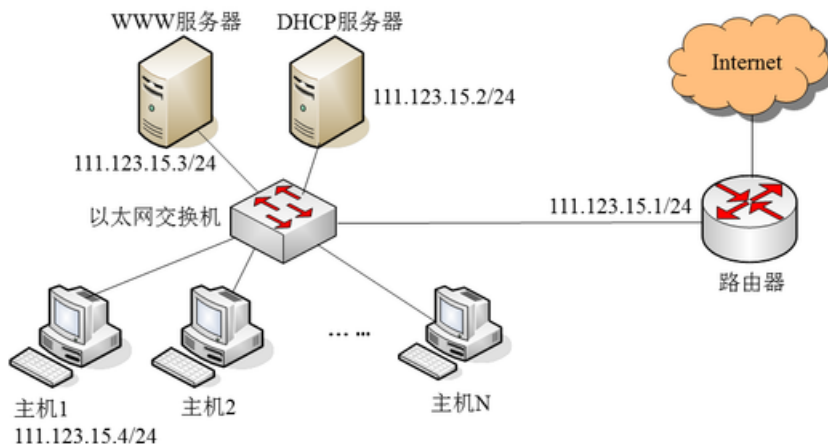 WWW服务器 DHCP服务器
Internet
111.123.15.2/24
111.123.15.3/24
以太网交换机
111.123.15.1/24
路由器
... ...
主机1
主机2
主机N
111.123.15.4/24